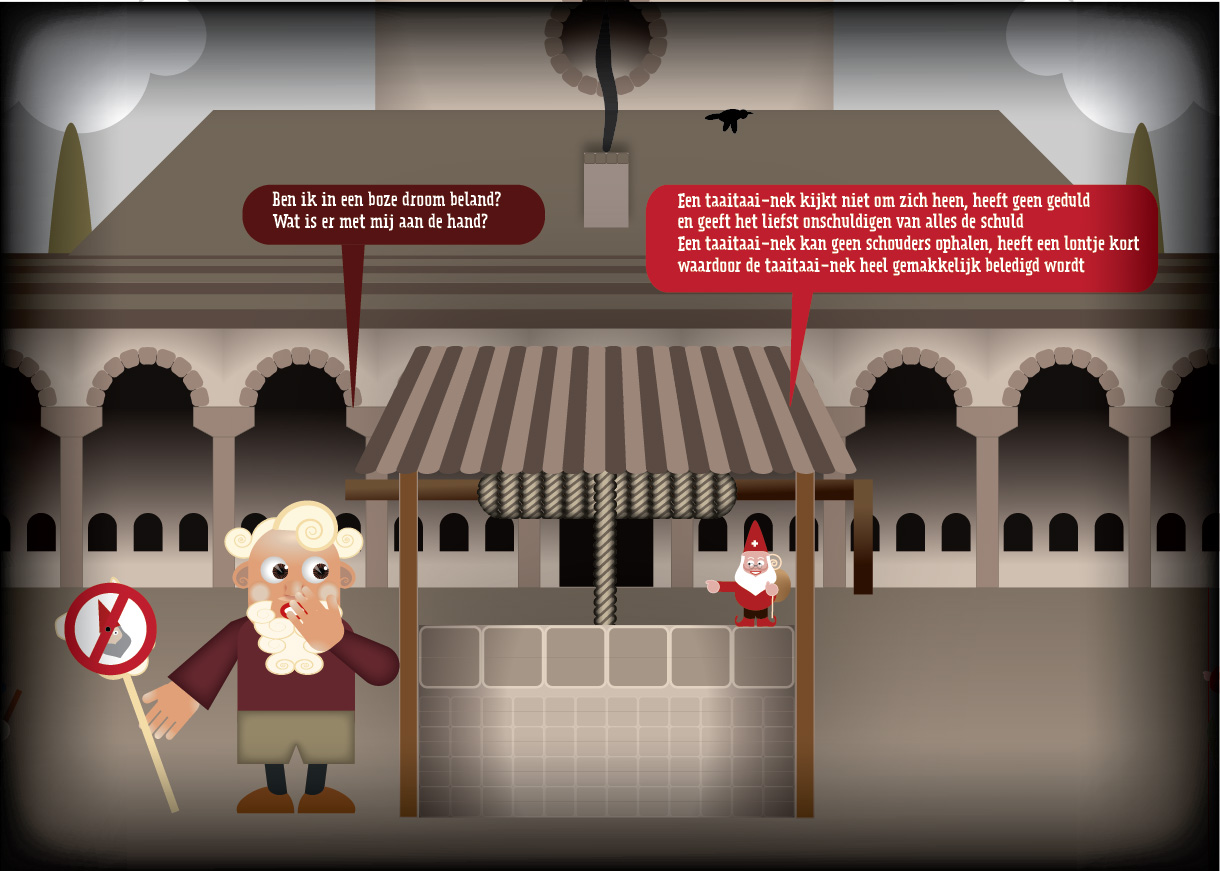 Ben ik in een boze droom beland?
Wat is er met mij aan de hand?
Een taaitaai-nek kijkt niet om zich heen, heeft geen geduld
en geeft het liefst onschuldigen van alles de schuld
Een taaitaai-nek kan geen schouders ophalen, heeft een lontje kort
waardoor de taaitaai-nek heel gemakkelijk beledigd wordt